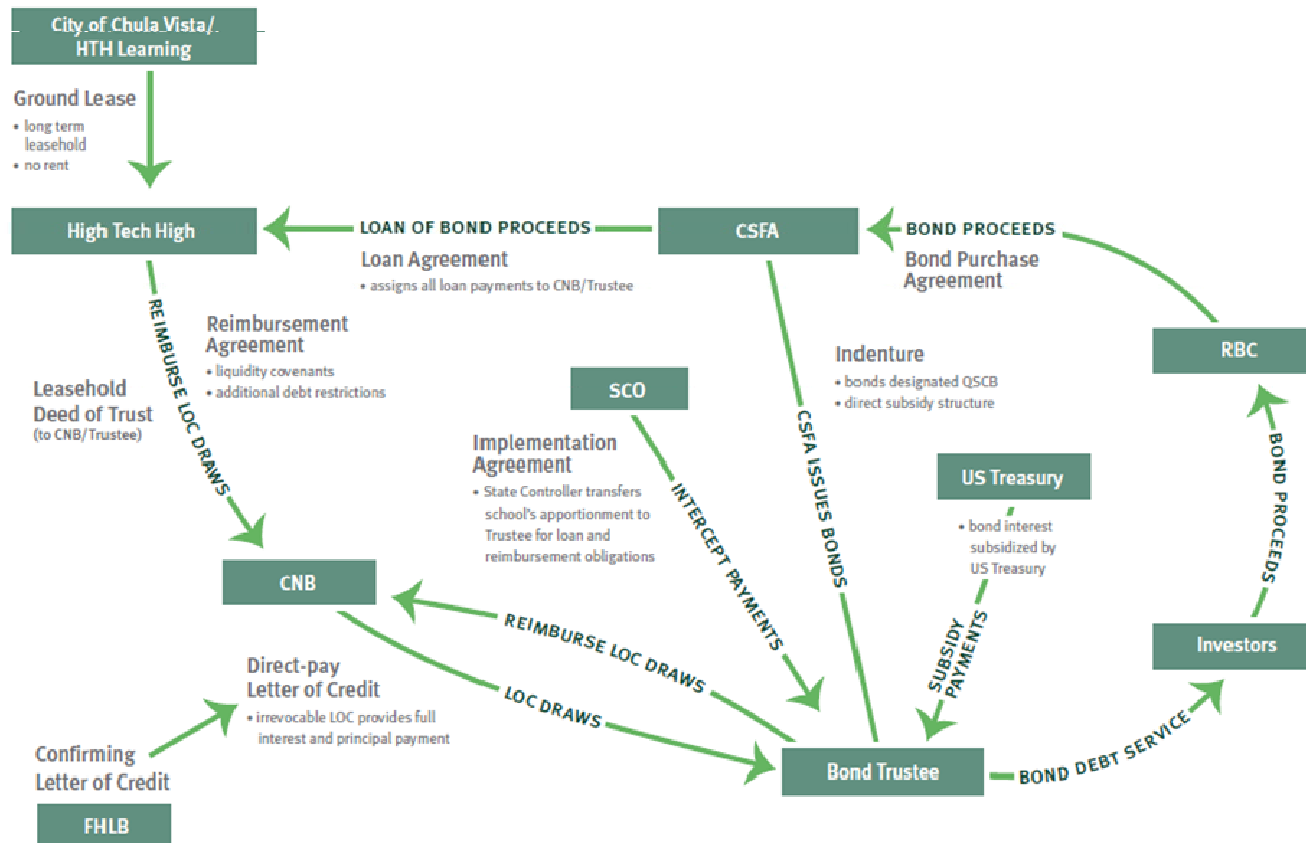 City of Chula Vista/
HTH Learning
Ground Lease
• long term
leasehold
• no rent
High Tech High
LOAN OF BOND PROCEEDS
CSFA
BOND PROCEEDS
Loan Agreement
• assigns all loan payments to CNB/Trustee
Bond Purchase
Agreement
REIMBURSE LOC DRAWS
Reimbursement
Agreement
• liquidity covenants
• additional debt restrictions
Leasehold
Deed of Trust
(to CNB/Trustee)
SCO
Indenture
• bonds designated QSCB
• direct subsidy structure
RBC
CSFA ISSUES BONDS
Implementation
Agreement
• State Controller transfers
school's apportionment to
Trustee for loan and
reimbursement obligations
INTERCEPT PAYMENTS
US Treasury
• bond interest
subsidized by
US Treasury
BOND PROCEEDS
CNB
REIMBURSE LOC DRAWS
SUBSIDY
PAYMENTS
Investors
Direct-pay
Letter of Credit
• irrevocable LOC provides full
interest and principal payment
LOC DRAWS
Confirming
Letter of Credit
FHLB
Bond Trustee
BOND DEBT SERVICE